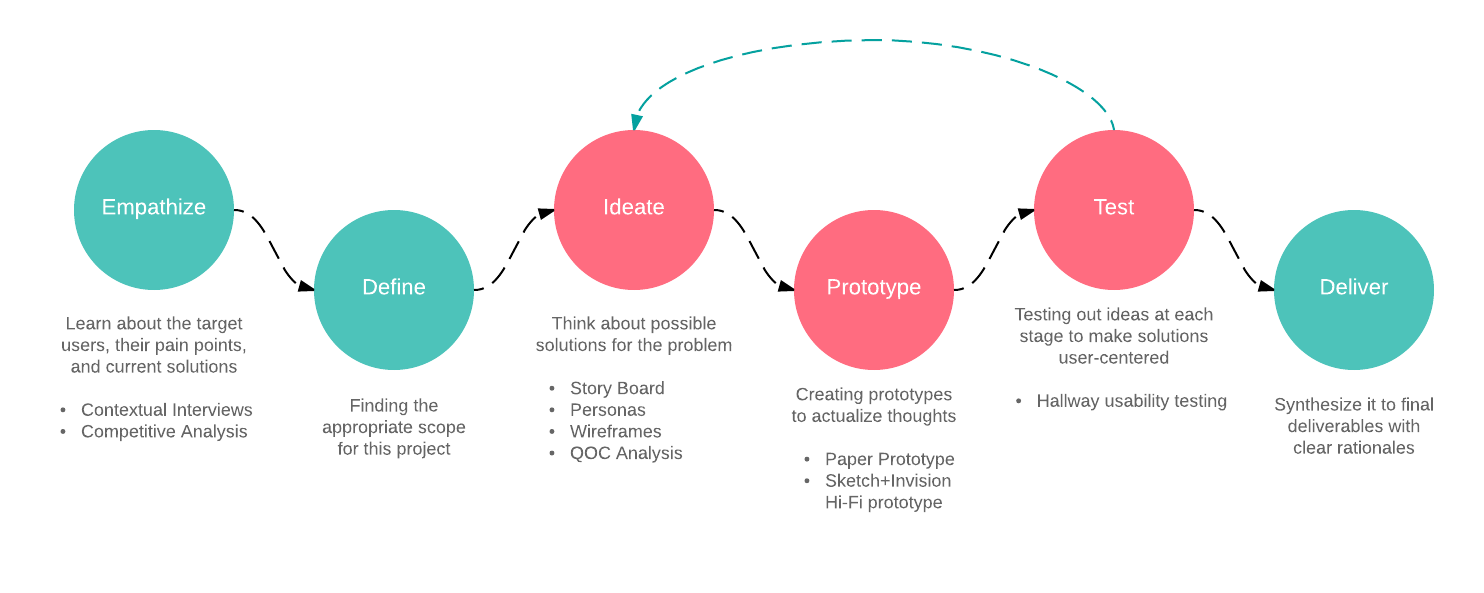 Empathize
Learn about the target
users, their pain points,
and current solutions
• Contextual Interviews
• Competitive Analysis
Define
Finding the
appropriate scope
for this project
Ideate
Think about possible
solutions for the problem
• Story Board
• Personas
• Wireframes
• QOC Analysis
Prototype
Creating prototypes
to actualize thoughts
• Paper Prototype
• Sketch+Invision
Hi-Fi prototype
Test
Testing out ideas at each
stage to make solutions
user-centered
• Hallway usability testing
Deliver
Synthesize it to final
deliverables with
clear rationales